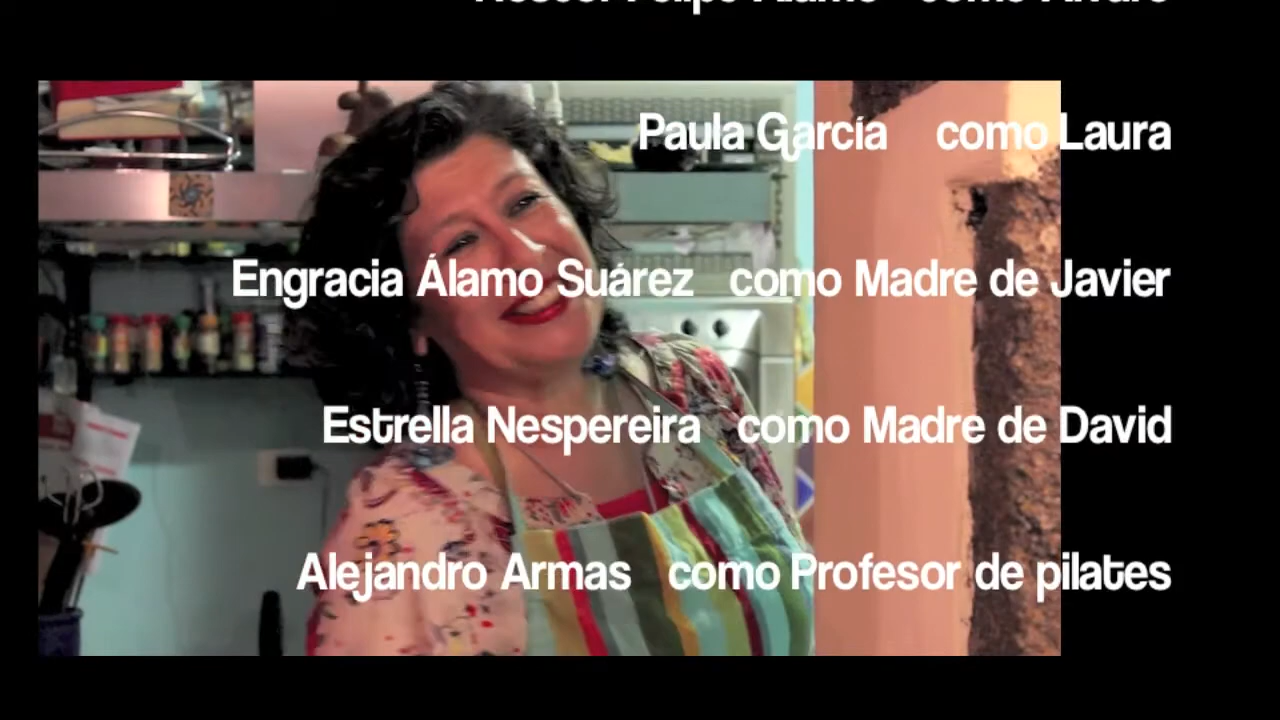 Paula García como Laura
Engracia Álamo Suárez como Madre de Javier
Estrella Nespereira como Madre de David
Alejandro Armas como Profesor de pilates